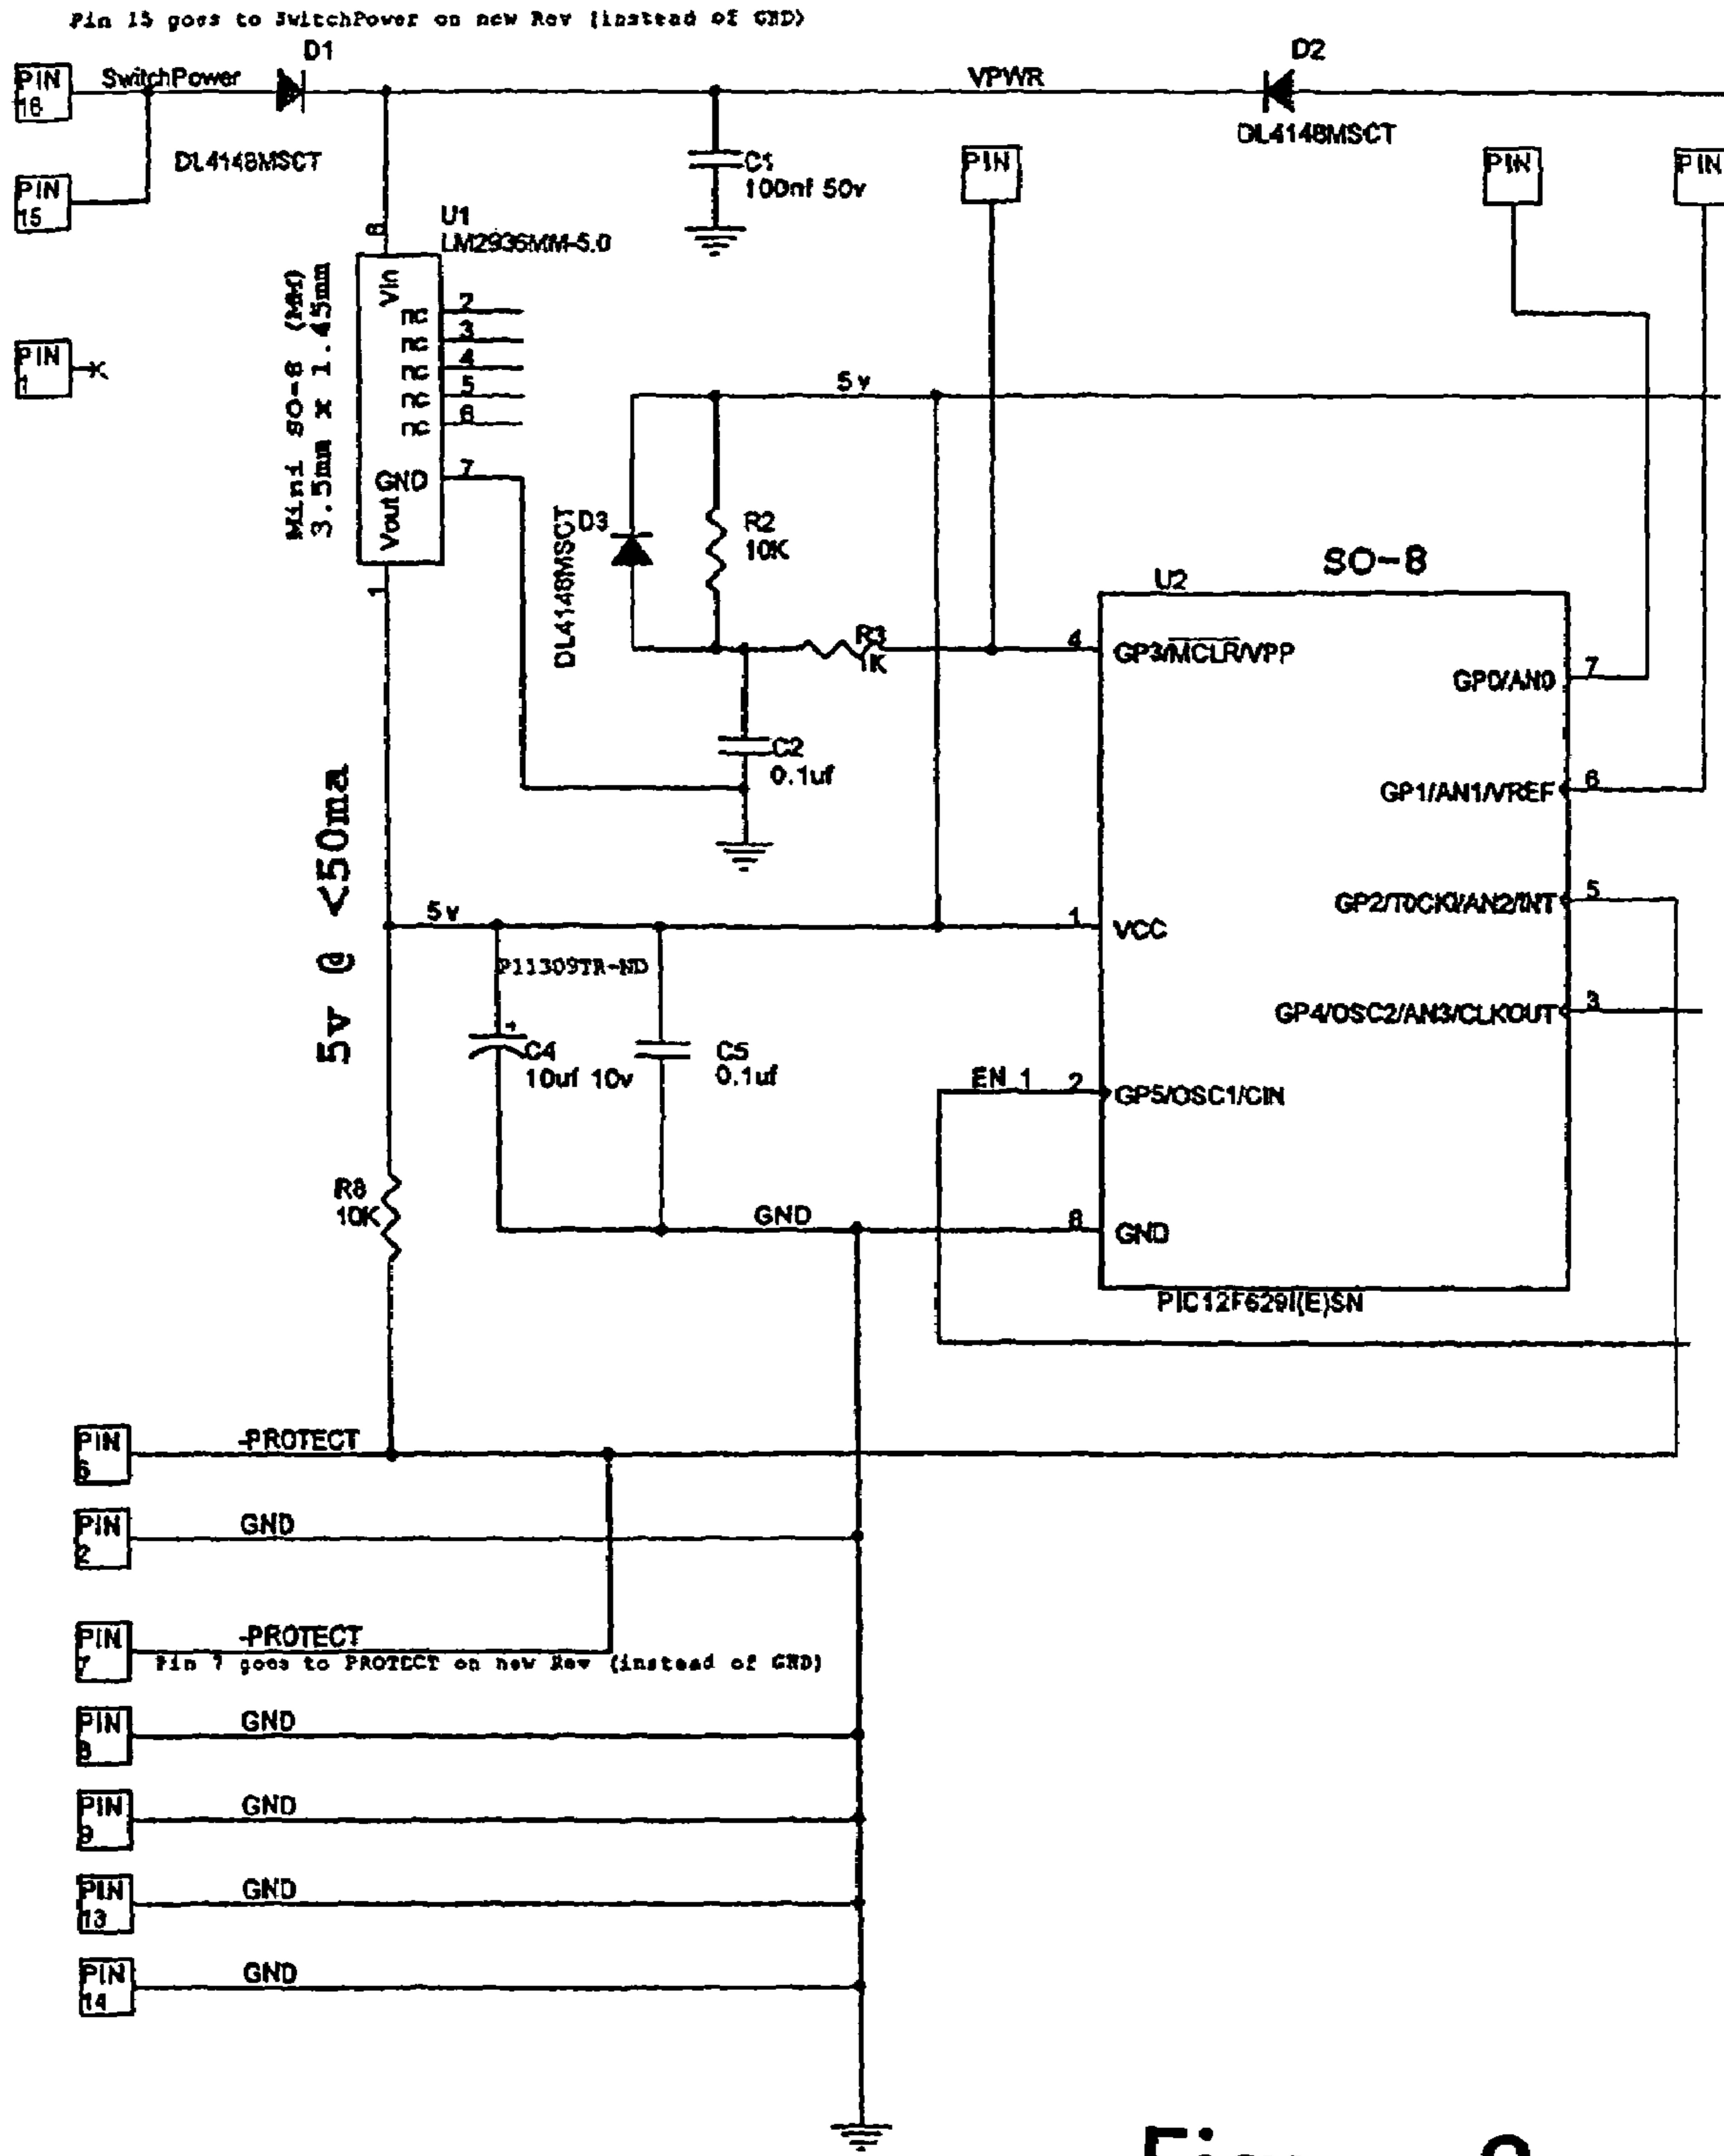 Pin 15 goes to SwitchPower on new Rev (instead of GND)
D1
D2
PIN
16
SwitchPower
VPWR
DL4148MSCT
DL4148MSCT
PIN
15
C1
100nf 50v
PIN
PIN
PIN
U1
LM2936MM-5.0
8
Vin
Mini SO-8 (MM)
3.5mm x 1.45mm
nc 2
nc 3
nc 4
nc 5
nc 6
GND 7
Vout
1
PIN
1
5v
D3
DL4148MSCT
R2
10K
R3
1K
C2
0.1uf
SO-8
U2
4 GP3/MCLR/VPP
GP0/AN0 7
GP1/AN1/VREF 6
GP2/T0CKI/AN2/INT 5
GP4/OSC2/AN3/CLKOUT 3
1 VCC
EN_1 2 GP5/OSC1/CIN
8 GND
PIC12F629I(E)SN
5v @ <50ma
5v
P11309TR-ND
+
C4
10uf 10v
C5
0.1uf
GND
R8
10K
PIN
6
-PROTECT
PIN
2
GND
PIN
7
-PROTECT
Pin 7 goes to PROTECT on new Rev (instead of GND)
PIN
8
GND
PIN
9
GND
PIN
13
GND
PIN
14
GND